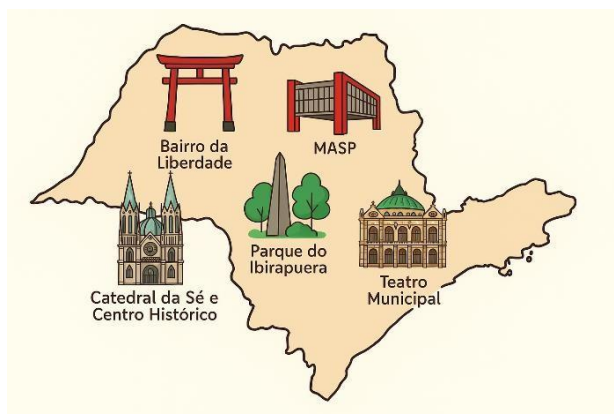 Bairro da
Liberdade
MASP
Parque do
Ibirapuera
Catedral da Sé e
Centro Histórico
Teatro
Municipal